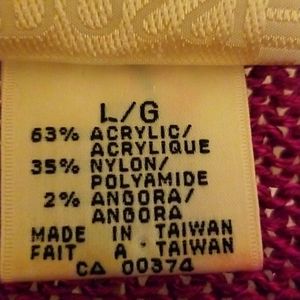 L/G
63% ACRYLIC/
ACRYLIQUE
35% NYLON/
POLYAMIDE
2% ANGORA/
ANGORA
MADE IN TAIWAN
FAIT A • TAIWAN
CA 00374